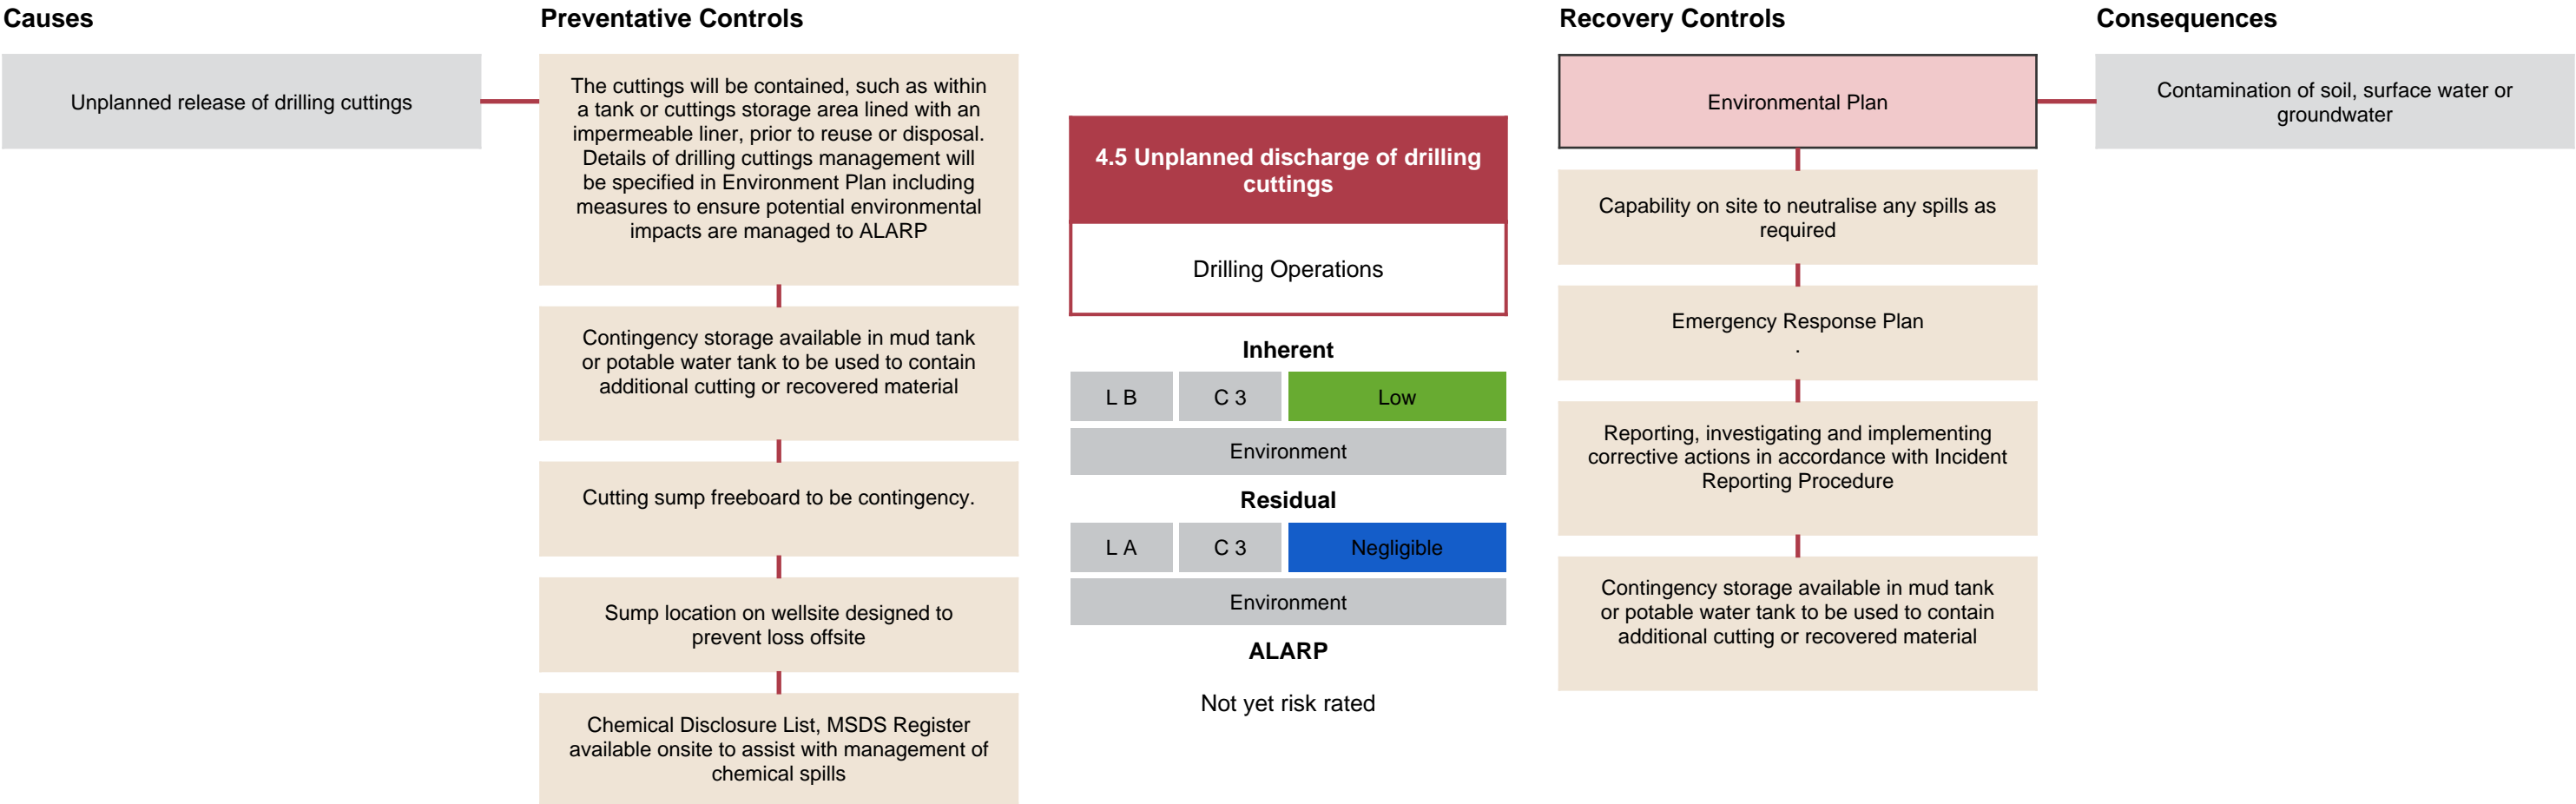 Causes
Unplanned release of drilling cuttings
Preventative Controls
The cuttings will be contained, such as within
a tank or cuttings storage area lined with an
impermeable liner, prior to reuse or disposal.
Details of drilling cuttings management will
be specified in Environment Plan including
measures to ensure potential environmental
impacts are managed to ALARP
Contingency storage available in mud tank
or potable water tank to be used to contain
additional cutting or recovered material
Cutting sump freeboard to be contingency.
Sump location on wellsite designed to
prevent loss offsite
Chemical Disclosure List, MSDS Register
available onsite to assist with management of
chemical spills
4.5 Unplanned discharge of drilling
cuttings
Drilling Operations
Inherent
L B
C 3
Low
Environment
Residual
L A
C 3
Negligible
Environment
ALARP
Not yet risk rated
Recovery Controls
Environmental Plan
Capability on site to neutralise any spills as
required
Emergency Response Plan
.
Reporting, investigating and implementing
corrective actions in accordance with Incident
Reporting Procedure
Contingency storage available in mud tank
or potable water tank to be used to contain
additional cutting or recovered material
Consequences
Contamination of soil, surface water or
groundwater